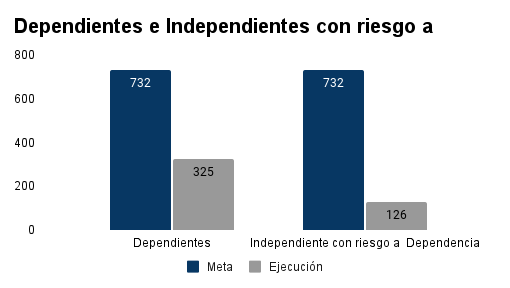 Dependientes e Independientes con riesgo a
800
600
400
200
0
732
325
732
126
Dependientes
Independiente con riesgo a Dependencia
Meta
Ejecución